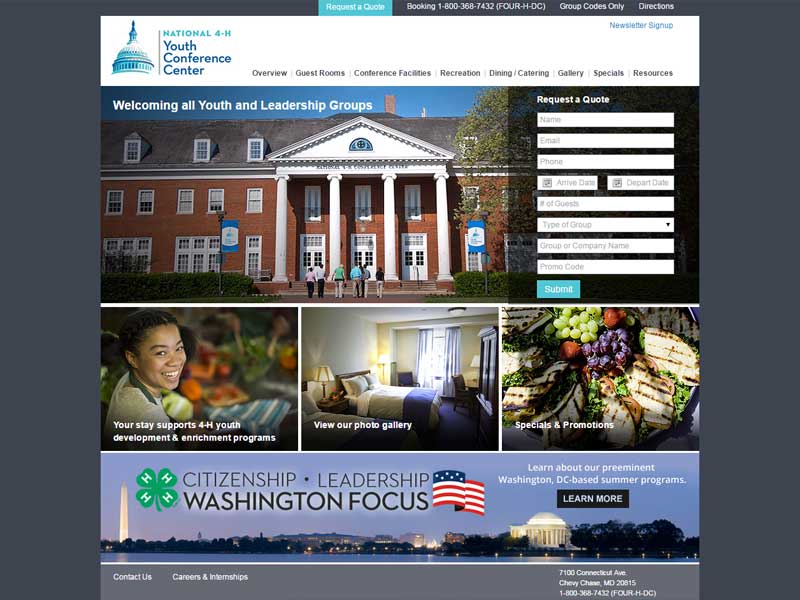 Request a Quote
Booking 1-800-368-7432 (FOUR-H-DC)
Group Codes Only
Directions
Newsletter Signup
NATIONAL 4-H
Youth
Conference
Center
Overview | Guest Rooms | Conference Facilities | Recreation | Dining / Catering | Gallery | Specials | Resources
Welcoming all Youth and Leadership Groups
NATIONAL 4-H CONFERENCE CENTER
Request a Quote
Name
Email
Phone
Arrive Date
Depart Date
# of Guests
Type of Group
Group or Company Name
Promo Code
Submit
Your stay supports 4-H youth
development & enrichment programs
View our photo gallery
Specials & Promotions
H H H H
CITIZENSHIP • LEADERSHIP
WASHINGTON FOCUS
Learn about our preeminent
Washington, DC-based summer programs.
LEARN MORE
Contact Us
Careers & Internships
7100 Connecticut Ave.
Chevy Chase, MD 20815
1-800-368-7432 (FOUR-H-DC)